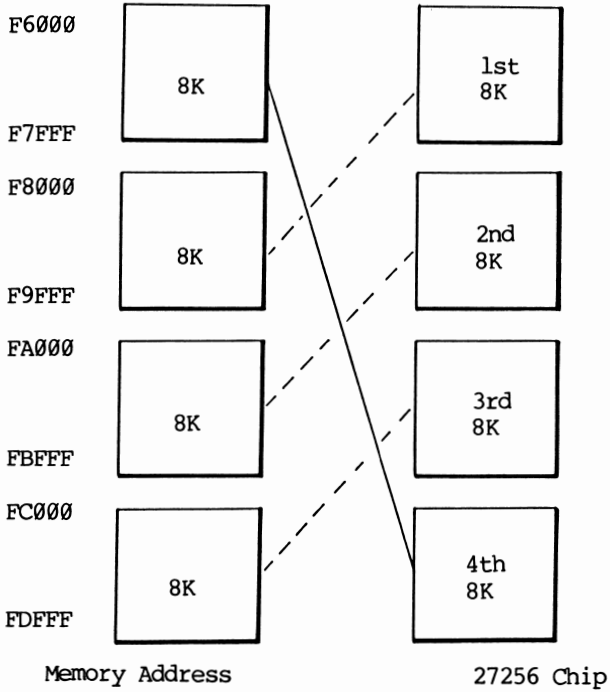 F6000
8K
1st
8K
F7FFF
F8000
8K
2nd
8K
F9FFF
FA000
8K
3rd
8K
FBFFF
FC000
8K
4th
8K
FDFFF
Memory Address
27256 Chip